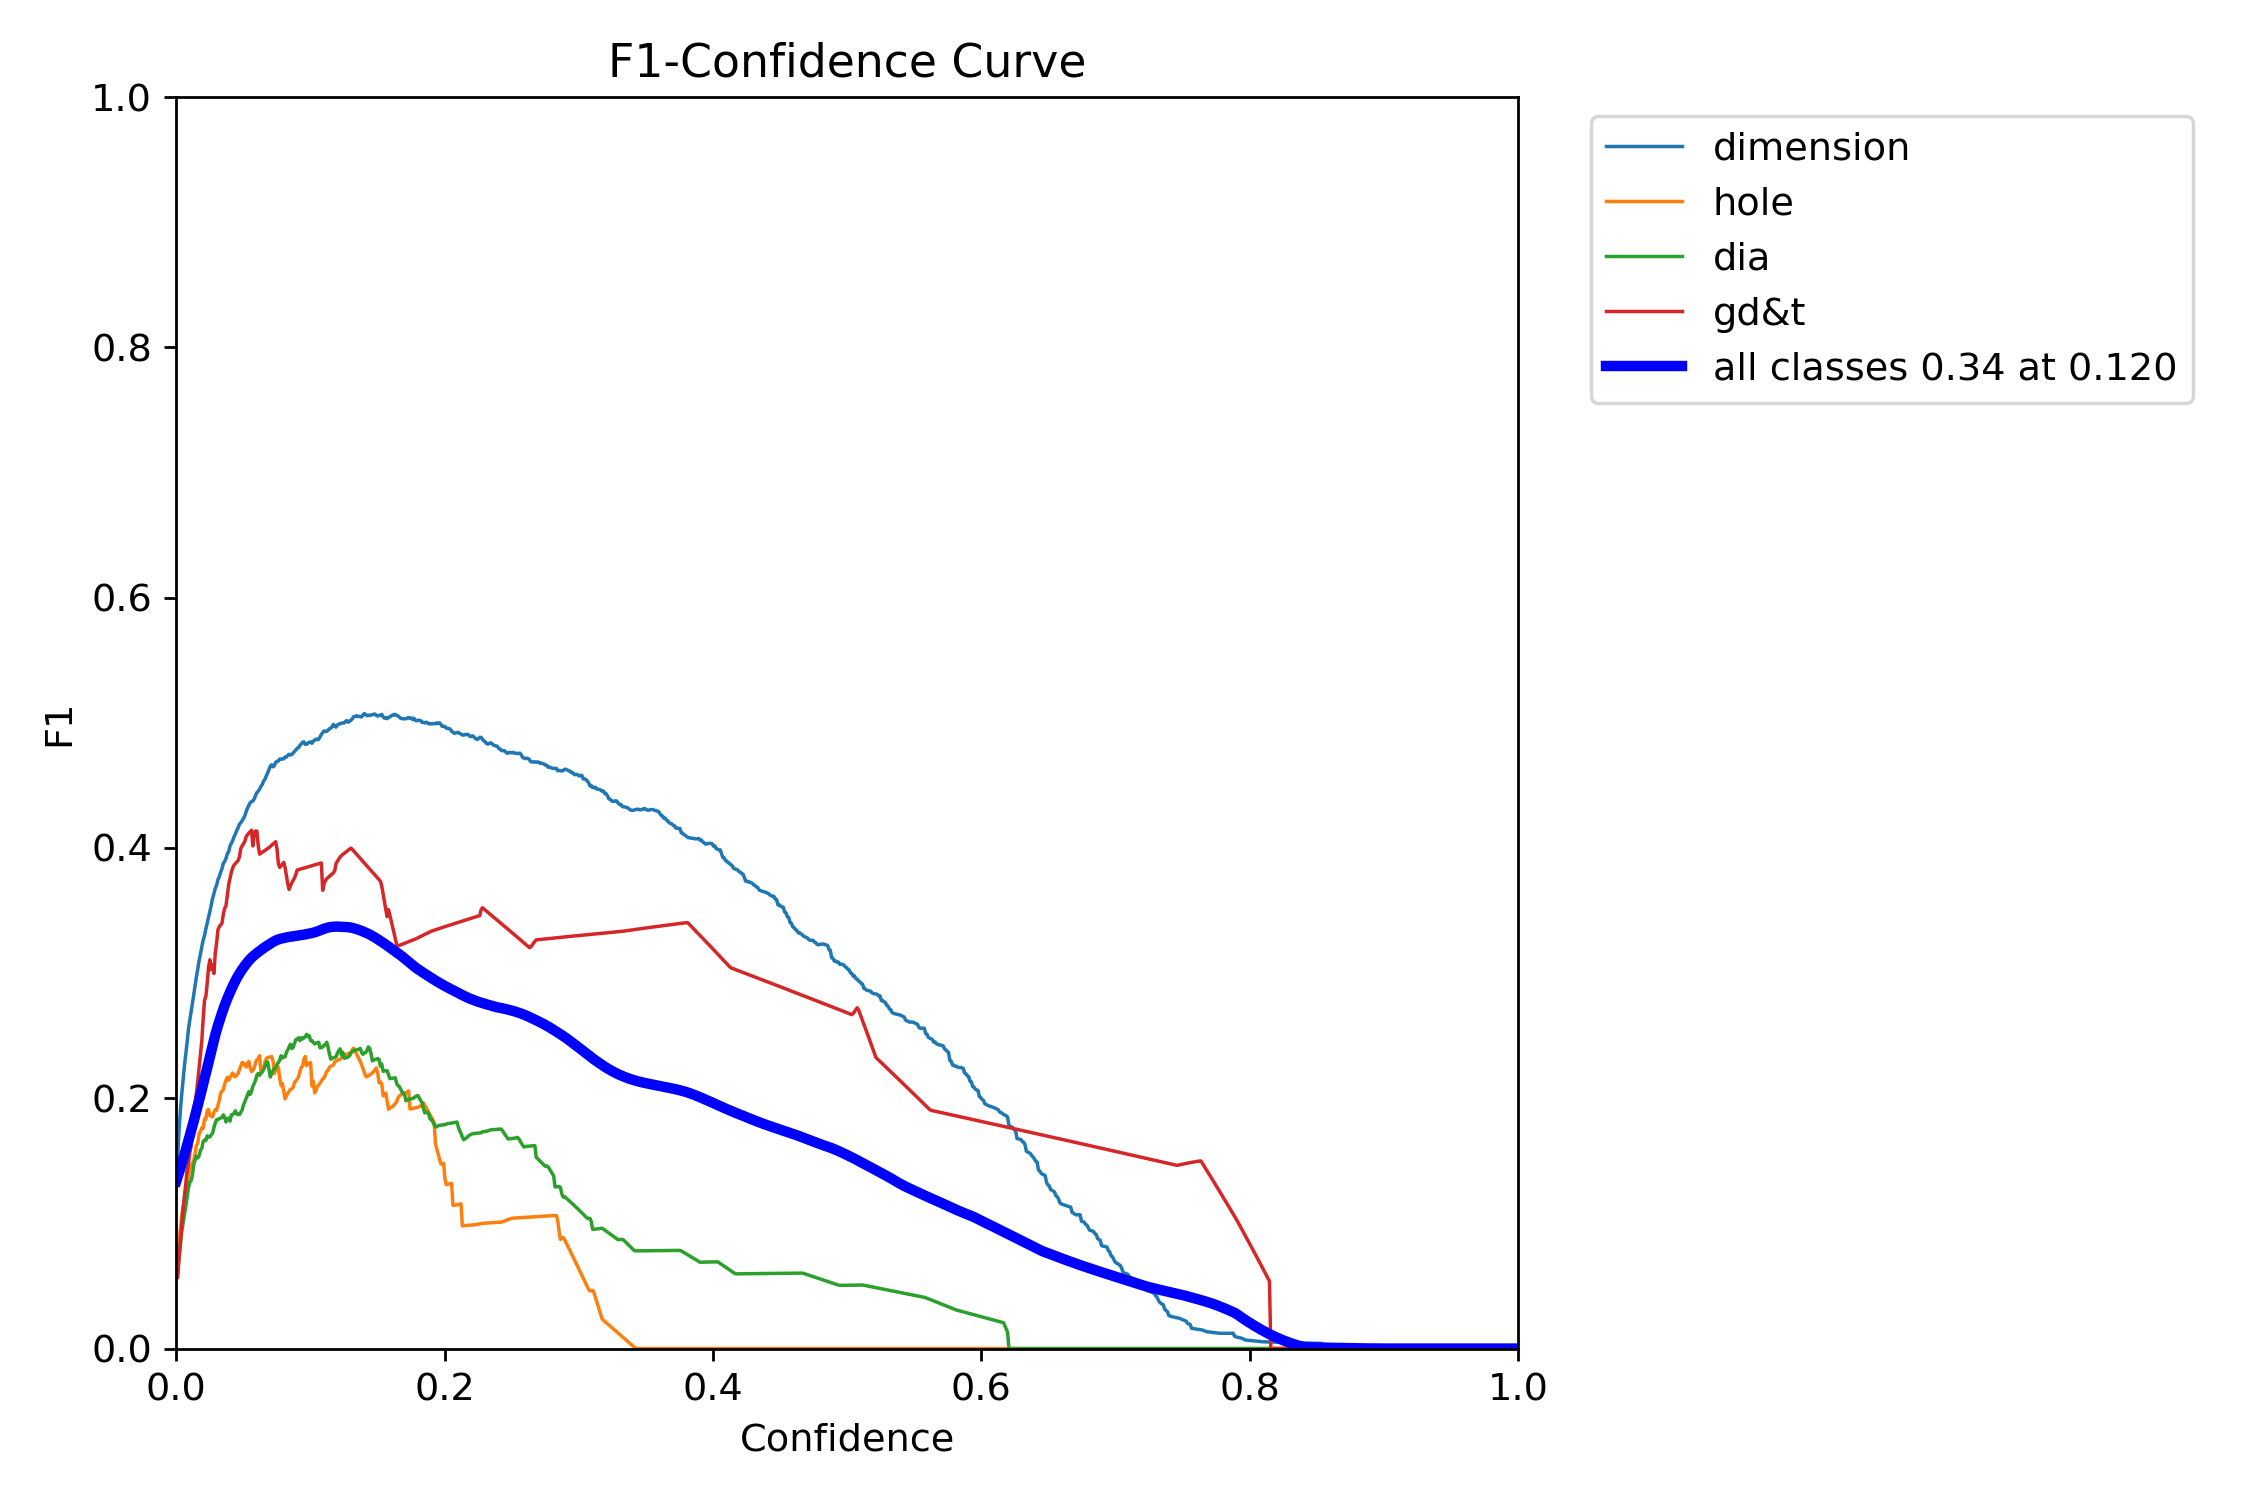 F1-Confidence Curve
1.0
0.8
0.6
0.4
0.2
0.0
F1
0.0 0.2 0.4 0.6 0.8 1.0
Confidence
dimension
hole
dia
gd&t
all classes 0.34 at 0.120